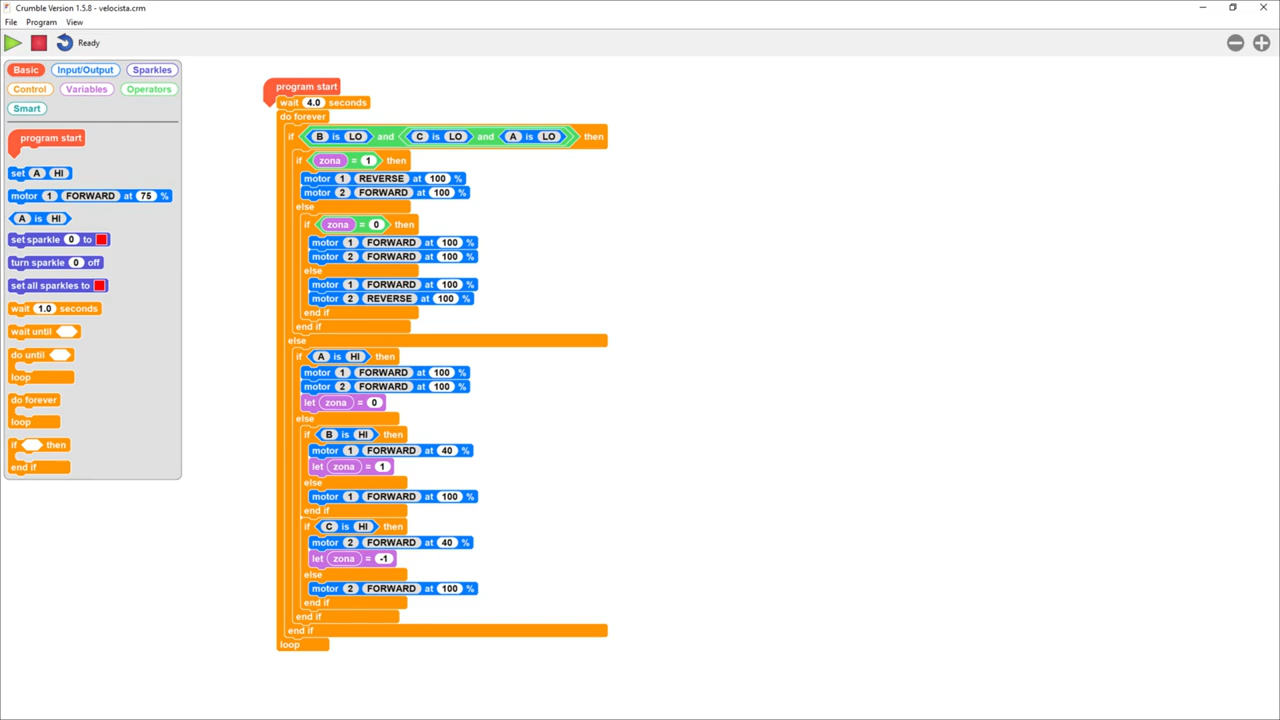 Crumble Version 1.5.8 - velocista.crm
File Program View
Ready
Basic Input/Output Sparkles
Control Variables Operators
Smart
program start
set A HI
motor 1 FORWARD at 75 %
A is HI
set sparkle 0 to
turn sparkle 0 off
set all sparkles to
wait 1.0 seconds
wait until
do until
loop
do forever
loop
if then
end if
program start
wait 4.0 seconds
do forever
if B is LO and C is LO and A is LO then
if zona = 1 then
motor 1 REVERSE at 100 %
motor 2 FORWARD at 100 %
else
if zona = 0 then
motor 1 FORWARD at 100 %
motor 2 FORWARD at 100 %
else
motor 1 FORWARD at 100 %
motor 2 REVERSE at 100 %
end if
end if
else
if A is HI then
motor 1 FORWARD at 100 %
motor 2 FORWARD at 100 %
let zona = 0
else
if B is HI then
motor 1 FORWARD at 40 %
let zona = 1
else
motor 1 FORWARD at 100 %
end if
if C is HI then
motor 2 FORWARD at 40 %
let zona = -1
else
motor 2 FORWARD at 100 %
end if
end if
end if
loop